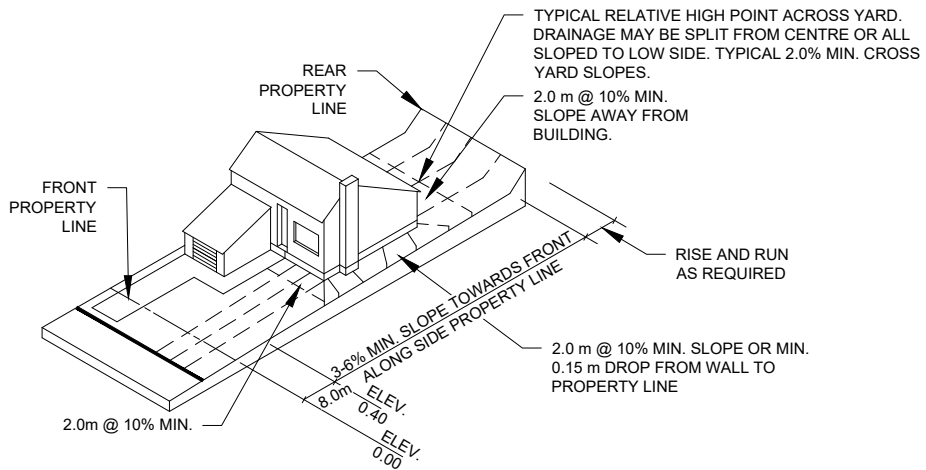 TYPICAL RELATIVE HIGH POINT ACROSS YARD.
DRAINAGE MAY BE SPLIT FROM CENTRE OR ALL
SLOPED TO LOW SIDE. TYPICAL 2.0% MIN. CROSS
YARD SLOPES.
REAR
PROPERTY
LINE
2.0 m @ 10% MIN.
SLOPE AWAY FROM
BUILDING.
FRONT
PROPERTY
LINE
RISE AND RUN
AS REQUIRED
3-6% MIN. SLOPE TOWARDS FRONT
ALONG SIDE PROPERTY LINE
2.0 m @ 10% MIN. SLOPE OR MIN.
0.15 m DROP FROM WALL TO
PROPERTY LINE
8.0m
ELEV.
0.40
2.0m @ 10% MIN.
ELEV.
0.00